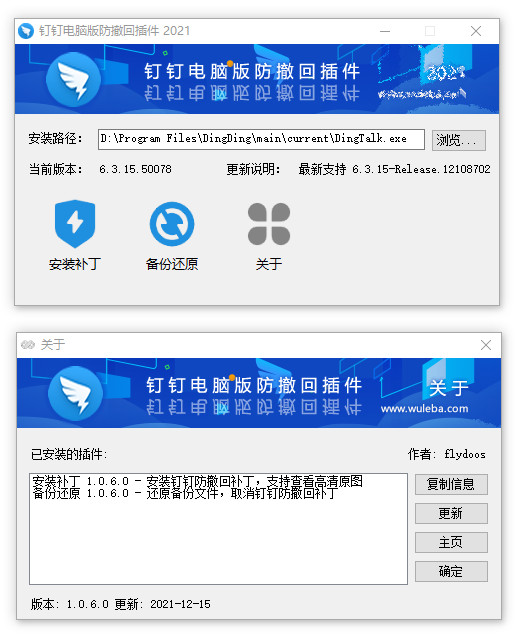 钉钉电脑版防撤回插件 2021
钉钉电脑版防撤回插件
2021
安装路径: D:\Program Files\DingDing\main\current\DingTalk.exe 浏览...
当前版本: 6.3.15.50078 更新说明: 最新支持 6.3.15-Release.12108702
安装补丁 备份还原 关于
关于
钉钉电脑版防撤回插件 关于
www.wuleba.com
已安装的插件: 作者: flydoos
安装补丁 1.0.6.0 - 安装钉钉防撤回补丁，支持查看高清原图
备份还原 1.0.6.0 - 还原备份文件，取消钉钉防撤回补丁
复制信息
更新
主页
确定
版本: 1.0.6.0 更新: 2021-12-15